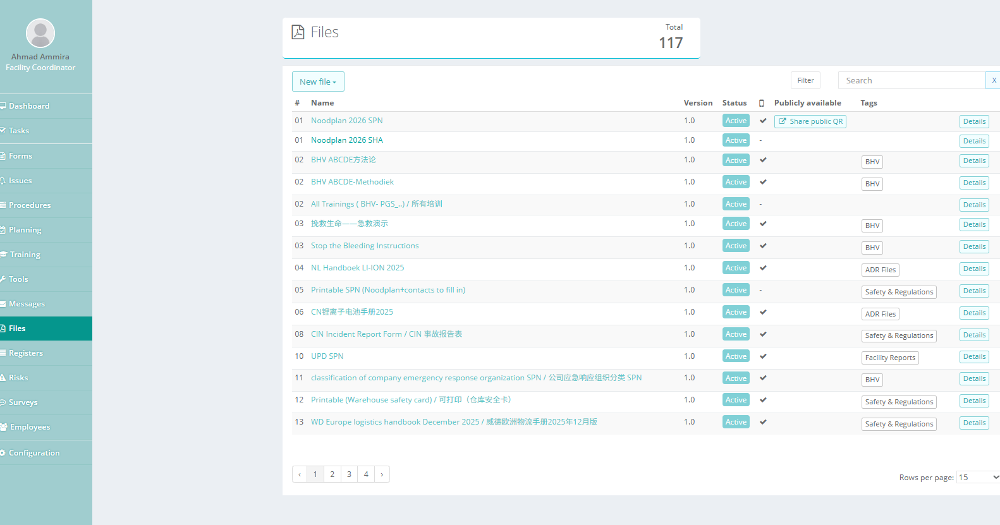 Ahmad Ammira
Facility Coordinator
Dashboard
Tasks
Forms
Issues
Procedures
Planning
Training
Tools
Messages
Files
Registers
Risks
Surveys
Employees
Configuration
Files
Total
117
New file
Filter
Search
X
# Name Version Status Publicly available Tags
01 Noodplan 2026 SPN 1.0 Active Share public QR Details
01 Noodplan 2026 SHA 1.0 Active - Details
02 BHV ABCDE方法论 1.0 Active BHV Details
02 BHV ABCDE-Methodiek 1.0 Active BHV Details
02 All Trainings ( BHV- PGS_..) / 所有培训 1.0 Active - Details
03 挽救生命——急救演示 1.0 Active BHV Details
03 Stop the Bleeding Instructions 1.0 Active BHV Details
04 NL Handboek LI-ION 2025 1.0 Active ADR Files Details
05 Printable SPN (Noodplan+contacts to fill in) 1.0 Active - Safety & Regulations Details
06 CN锂离子电池手册2025 1.0 Active ADR Files Details
08 CIN Incident Report Form / CIN 事故报告表 1.0 Active Safety & Regulations Details
10 UPD SPN 1.0 Active Facility Reports Details
11 classification of company emergency response organization SPN / 公司应急响应组织分类 SPN 1.0 Active BHV Details
12 Printable (Warehouse safety card) / 可打印（仓库安全卡） 1.0 Active Safety & Regulations Details
13 WD Europe logistics handbook December 2025 / 威德欧洲物流手册2025年12月版 1.0 Active Safety & Regulations Details
‹ 1 2 3 4 ›
Rows per page: 15